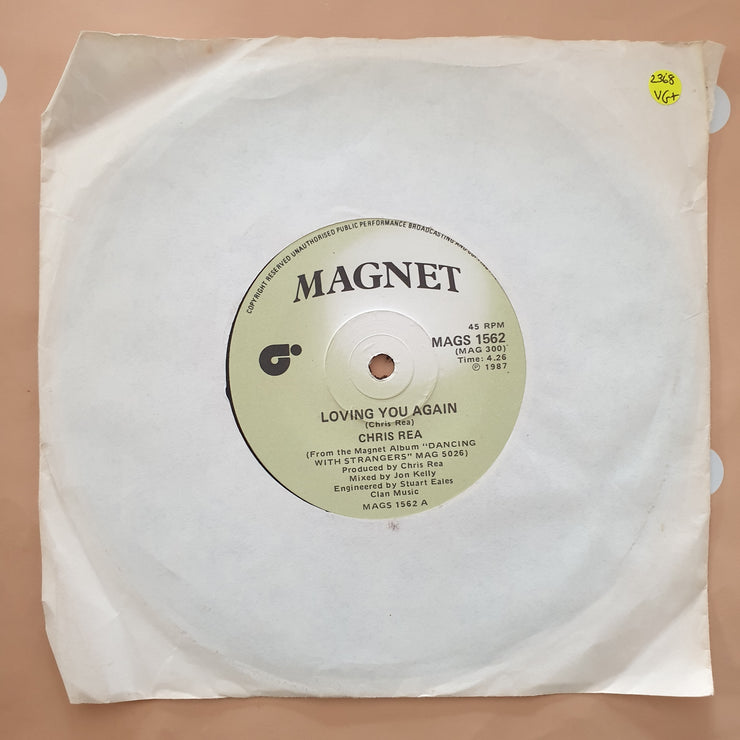 2368
VG+
COPYRIGHT RESERVED UNAUTHORISED PUBLIC PERFORMANCE BROADCASTING AND
MAGNET
45 RPM
MAGS 1562
(MAG 300)
Time: 4.26
℗ 1987
LOVING YOU AGAIN
(Chris Rea)
CHRIS REA
(From the Magnet Album "DANCING
WITH STRANGERS" MAG 5026)
Produced by Chris Rea
Mixed by Jon Kelly
Engineered by Stuart Eales
Clan Music
MAGS 1562 A